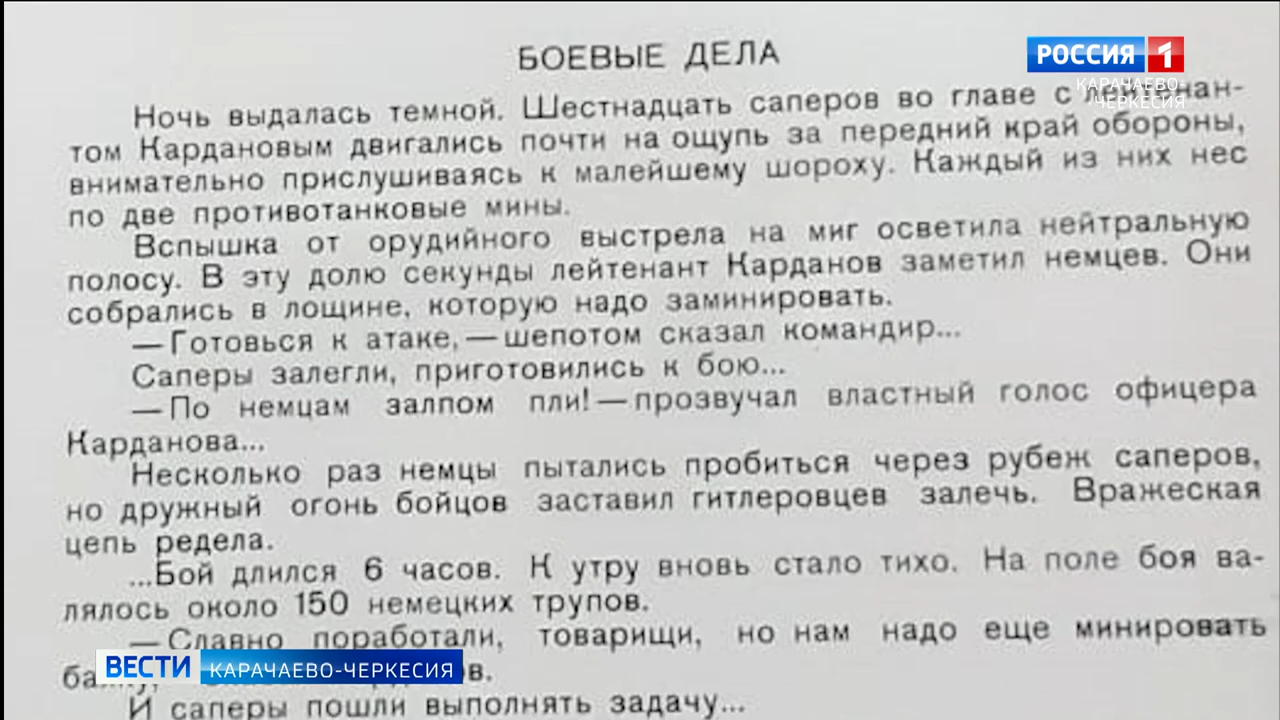 БОЕВЫЕ ДЕЛА
РОССИЯ 1
КАРАЧАЕВО-
ЧЕРКЕСИЯ
Ночь выдалась темной. Шестнадцать саперов во главе с лейтенан-
том Кардановым двигались почти на ощупь за передний край обороны,
внимательно прислушиваясь к малейшему шороху. Каждый из них нес
по две противотанковые мины.
Вспышка от орудийного выстрела на миг осветила нейтральную
полосу. В эту долю секунды лейтенант Карданов заметил немцев. Они
собрались в лощине, которую надо заминировать.
— Готовься к атаке, — шепотом сказал командир...
Саперы залегли, приготовились к бою...
— По немцам залпом пли! — прозвучал властный голос офицера
Карданова...
Несколько раз немцы пытались пробиться через рубеж саперов,
но дружный огонь бойцов заставил гитлеровцев залечь. Вражеская
цепь редела.
...Бой длился 6 часов. К утру вновь стало тихо. На поле боя ва-
лялось около 150 немецких трупов.
— Славно поработали, товарищи, но нам надо еще минировать
ВЕСТИ КАРАЧАЕВО-ЧЕРКЕСИЯ
И саперы пошли выполнять задачу...